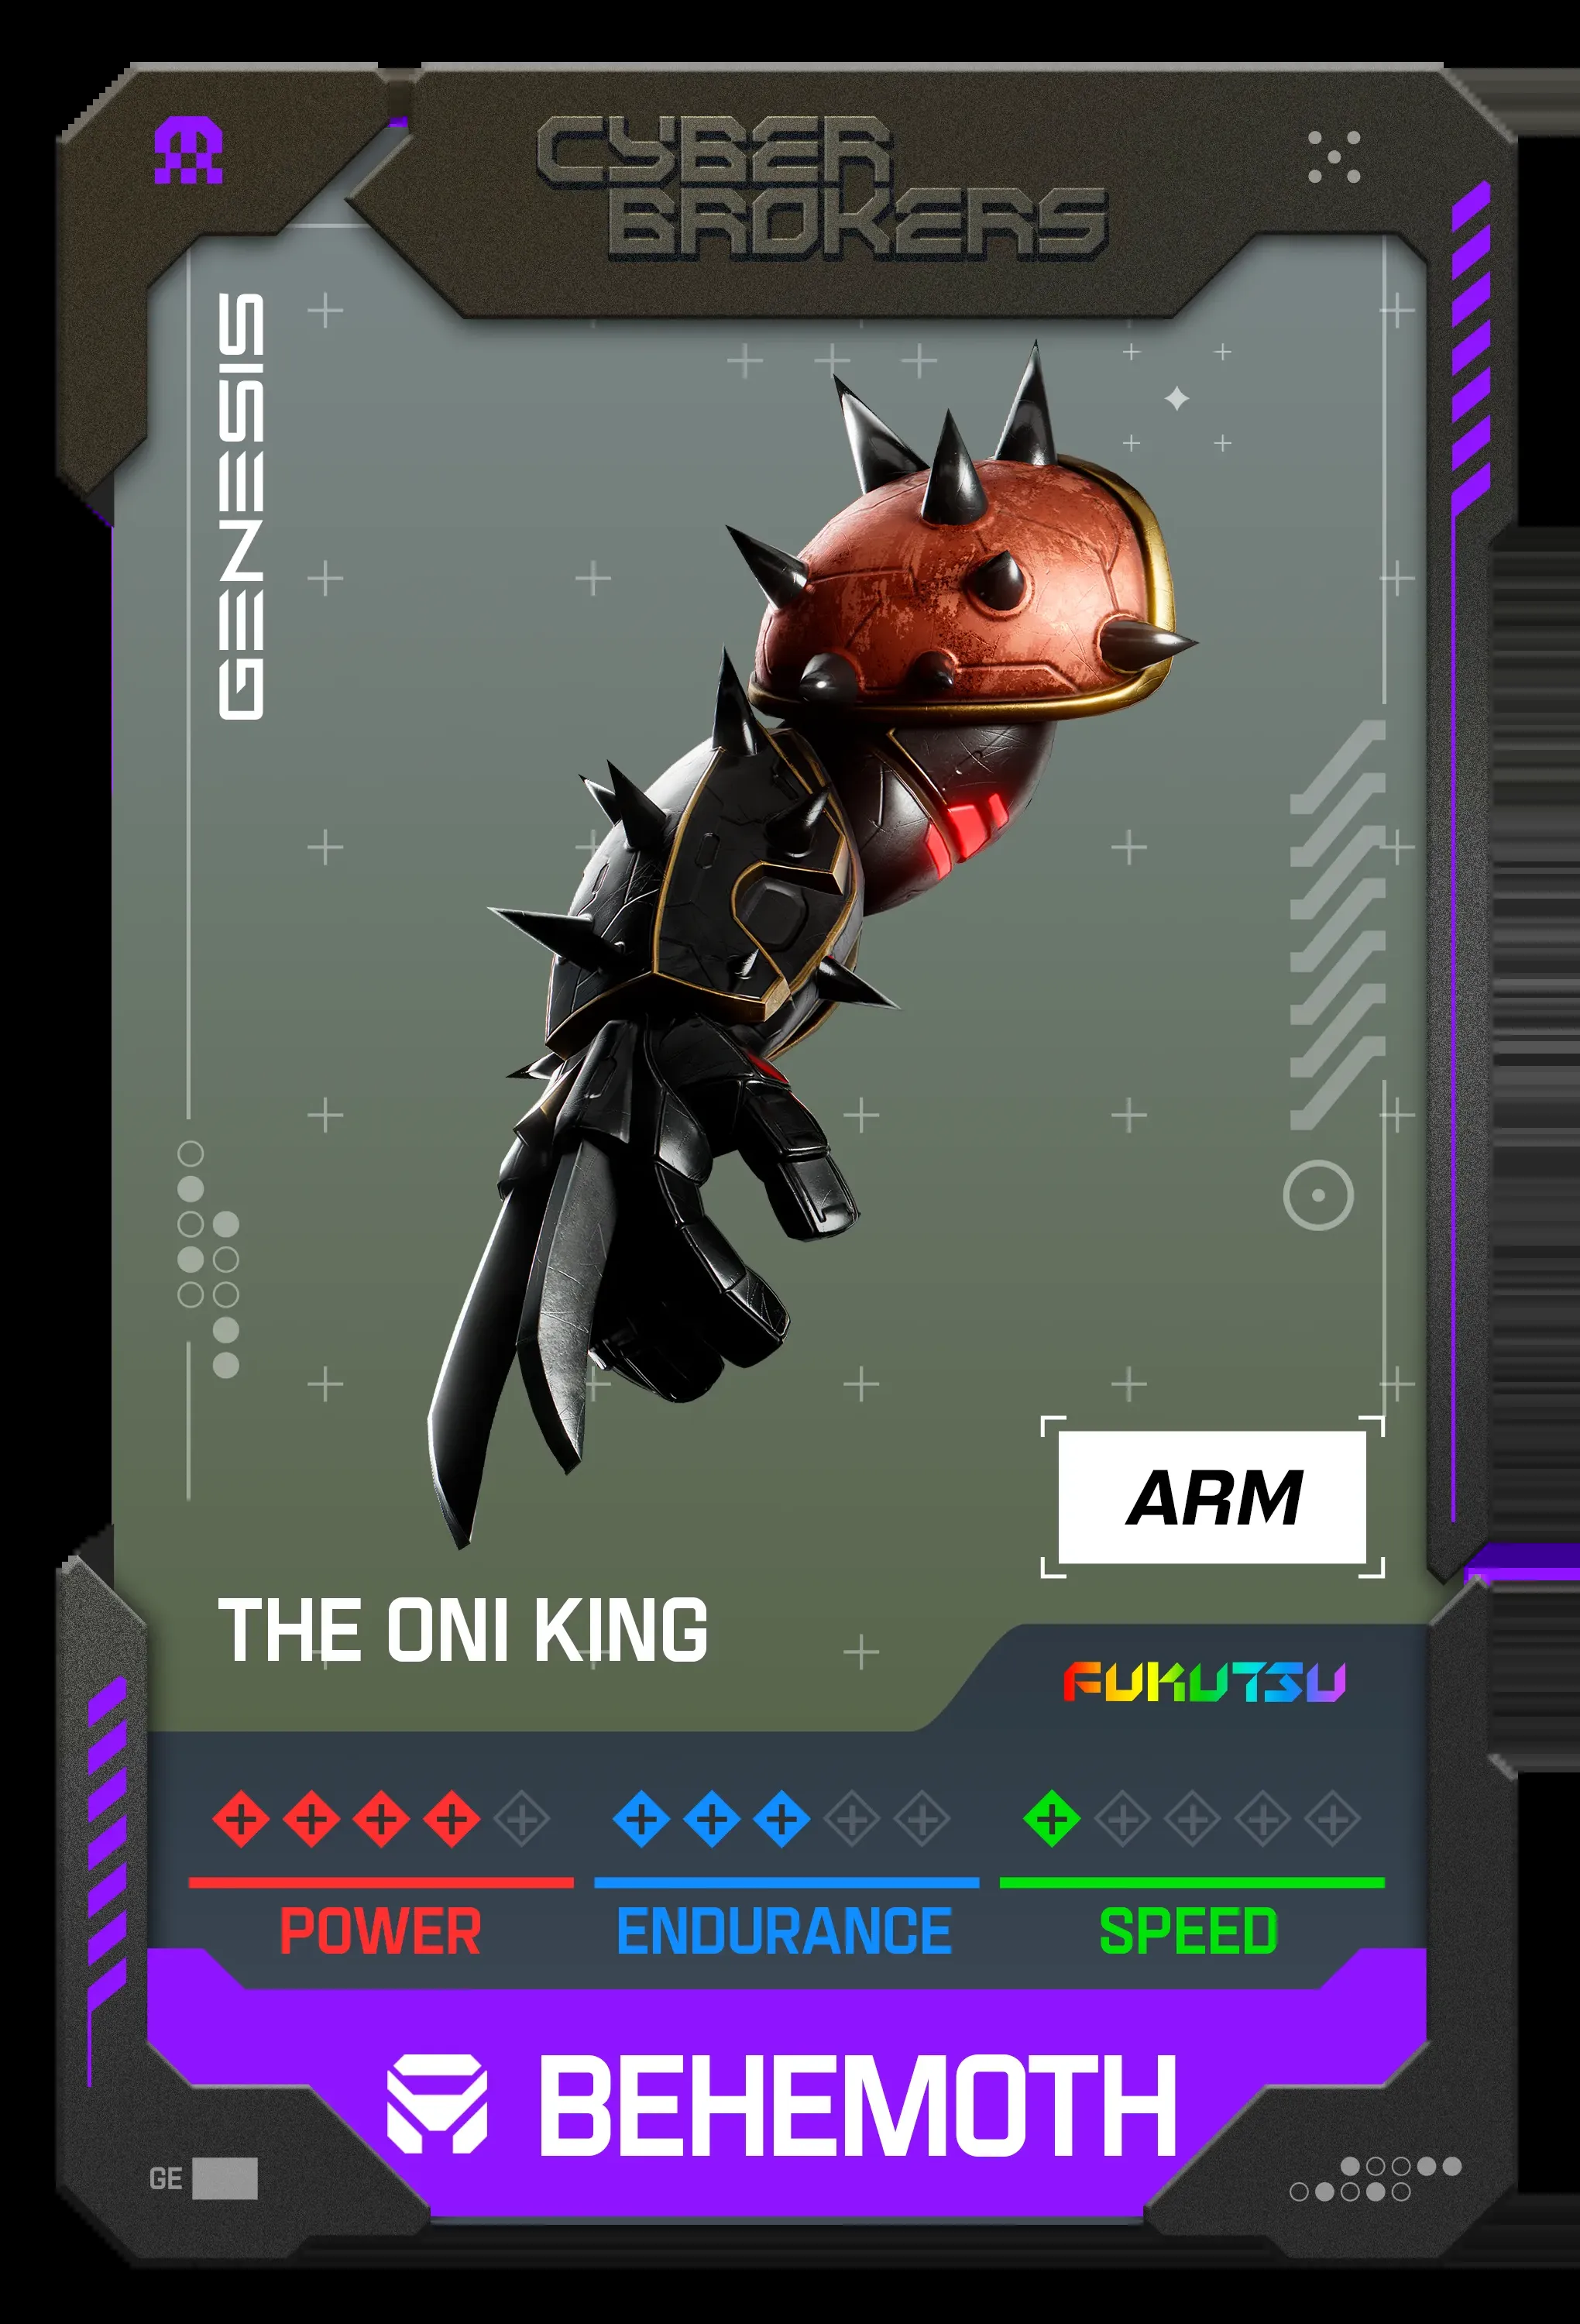 CYBER
BROKERS
GENESIS
ARM
THE ONI KING
FUKUTSU
POWER
ENDURANCE
SPEED
BEHEMOTH
GE